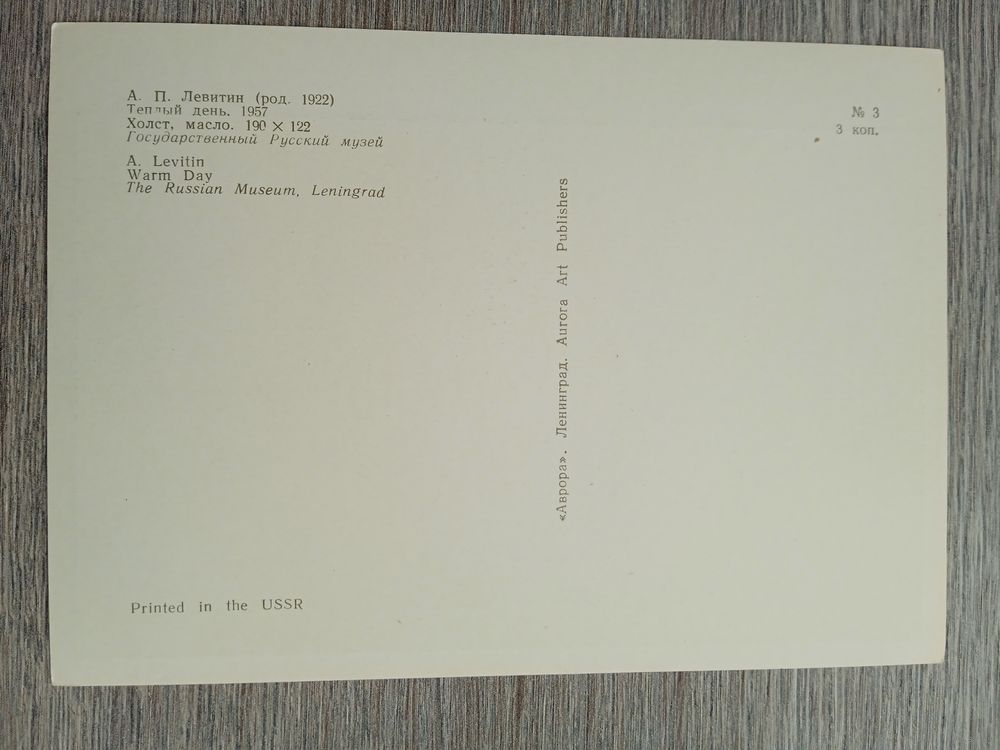 А. П. Левитин (род. 1922)
Теплый день. 1957
Холст, масло. 190 × 122
Государственный Русский музей
A. Levitin
Warm Day
The Russian Museum, Leningrad
№ 3
3 коп.
«Аврора». Ленинград. Aurora Art Publishers
Printed in the USSR